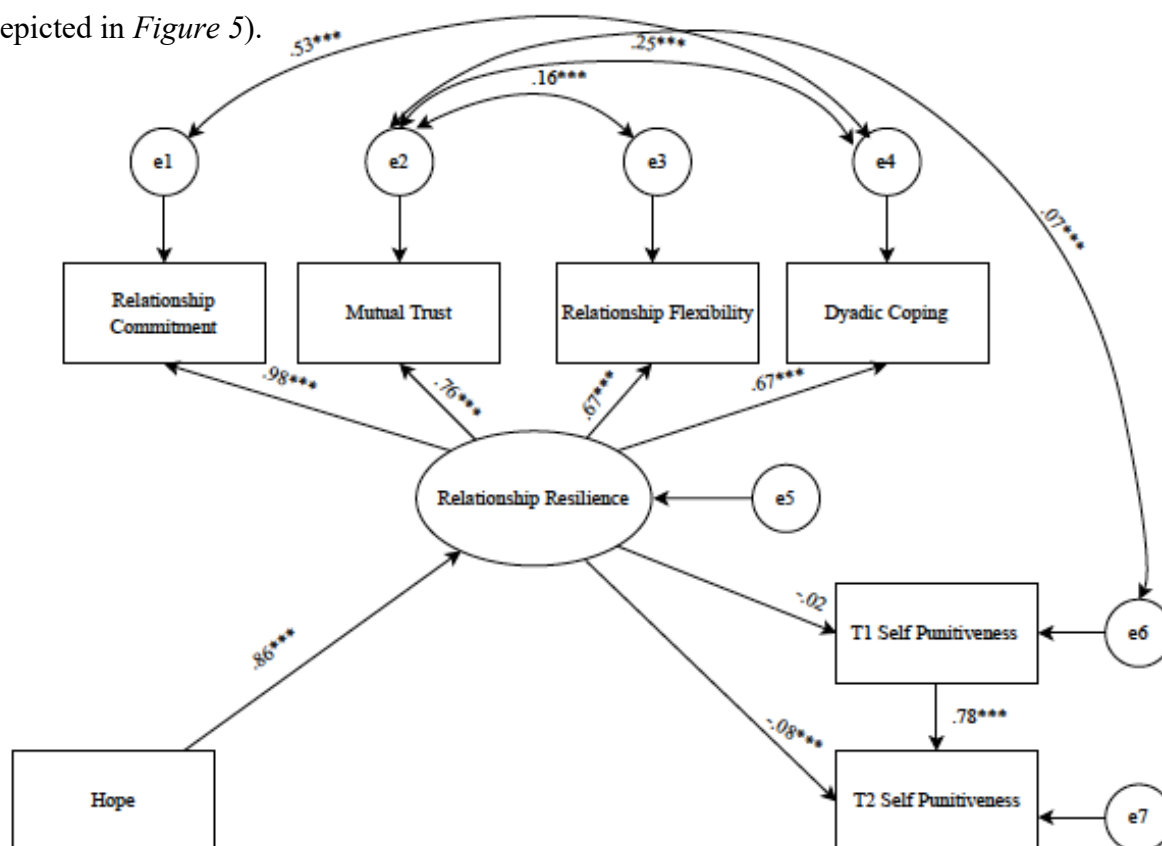 epicted in Figure 5).
.53***
.25***
.16***
e1
e2
e3
e4
.07***
Relationship
Commitment
Mutual Trust
Relationship Flexibility
Dyadic Coping
.98***
.76***
.67***
.67***
Relationship Resilience
e5
-.02
T1 Self Punitiveness
e6
.86***
.78***
-.08***
Hope
T2 Self Punitiveness
e7